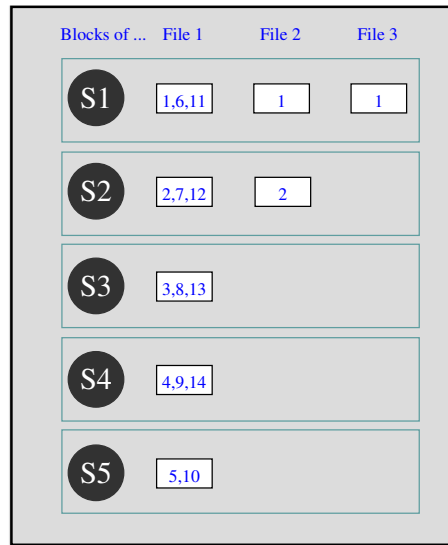 Blocks of ... File 1 File 2 File 3
S1 1,6,11 1 1
S2 2,7,12 2
S3 3,8,13
S4 4,9,14
S5 5,10